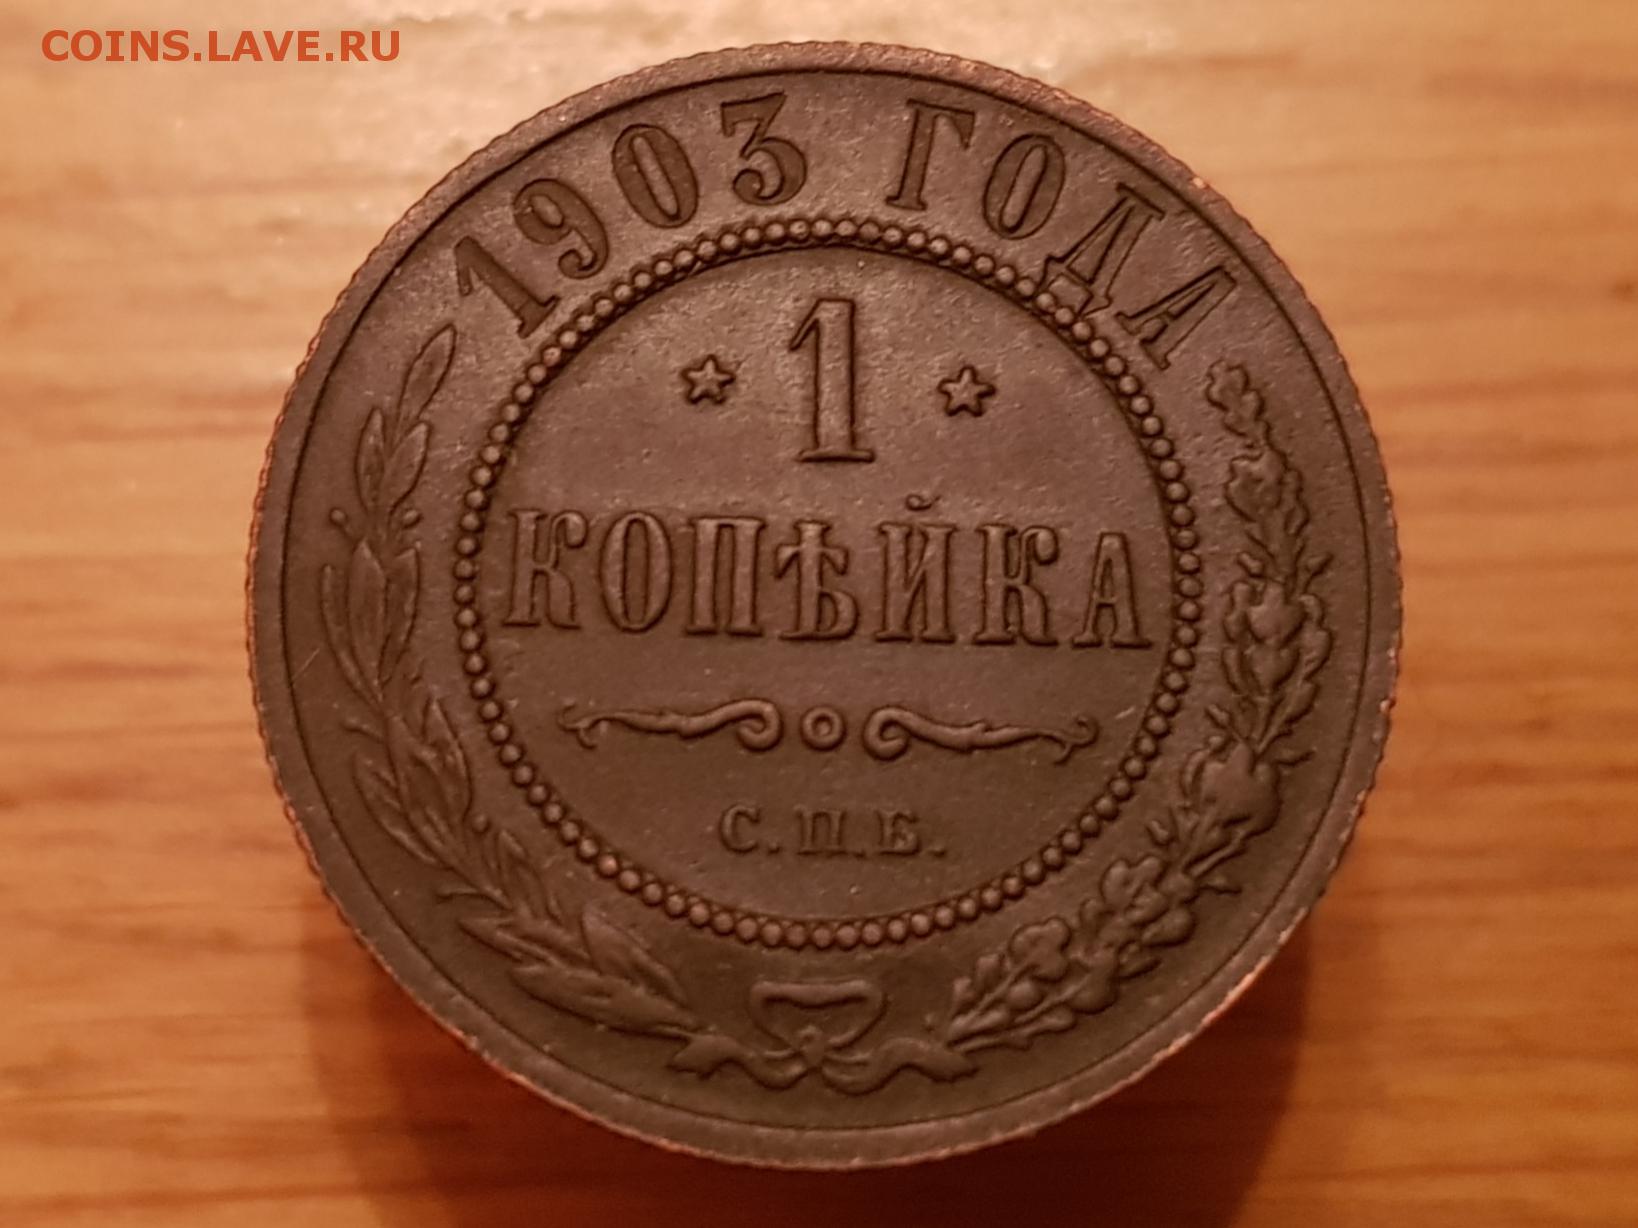 COINS.LAVE.RU
1903 ГОДА
* 1 *
КОПѢЙКА
С.П.Б.